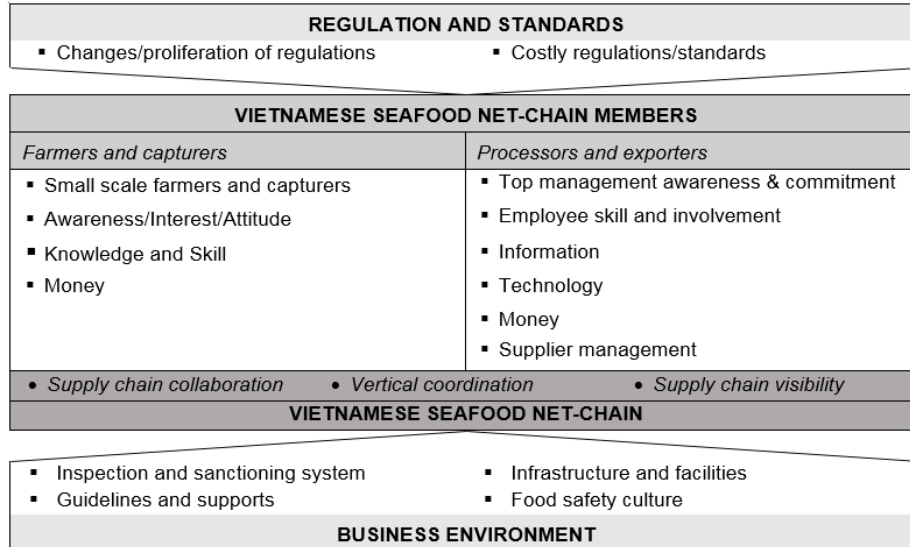 REGULATION AND STANDARDS
▪ Changes/proliferation of regulations
▪ Costly regulations/standards
VIETNAMESE SEAFOOD NET-CHAIN MEMBERS
Farmers and capturers
▪ Small scale farmers and capturers
▪ Awareness/Interest/Attitude
▪ Knowledge and Skill
▪ Money
Processors and exporters
▪ Top management awareness & commitment
▪ Employee skill and involvement
▪ Information
▪ Technology
▪ Money
▪ Supplier management
• Supply chain collaboration • Vertical coordination • Supply chain visibility
VIETNAMESE SEAFOOD NET-CHAIN
▪ Inspection and sanctioning system
▪ Guidelines and supports
▪ Infrastructure and facilities
▪ Food safety culture
BUSINESS ENVIRONMENT